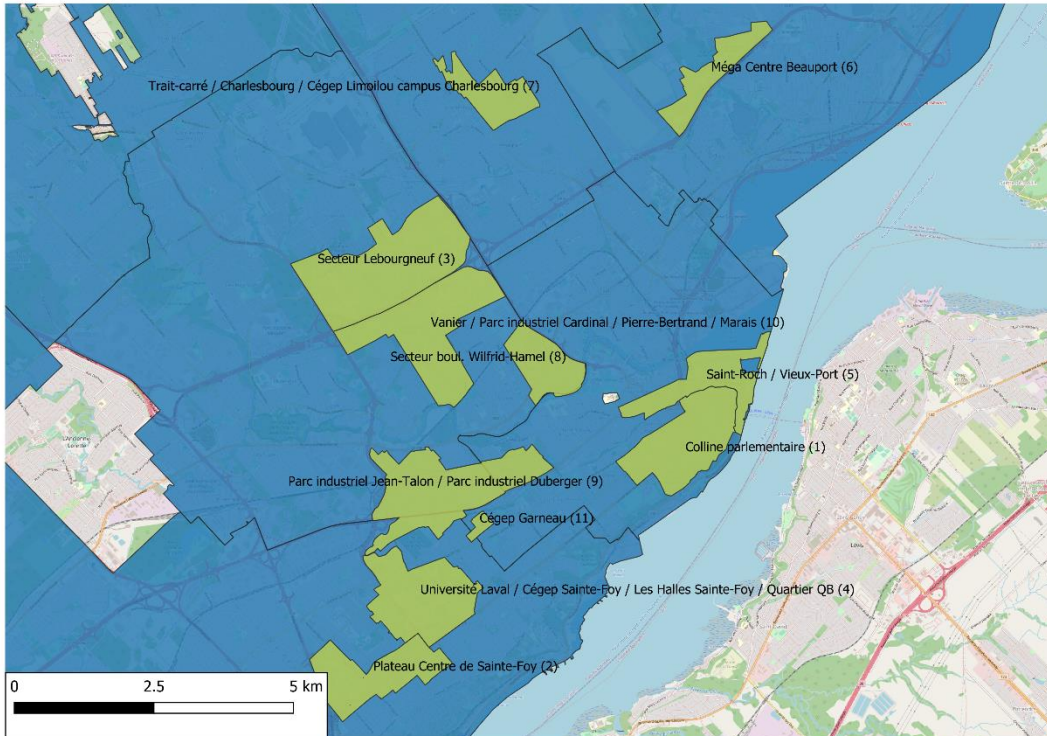 Méga Centre Beauport (6)
Trait-carré / Charlesbourg / Cégep Limoilou campus Charlesbourg (7)
Secteur Lebourgneuf (3)
Vanier / Parc industriel Cardinal / Pierre-Bertrand / Marais (10)
Secteur boul. Wilfrid-Hamel (8)
Saint-Roch / Vieux-Port (5)
Colline parlementaire (1)
Parc industriel Jean-Talon / Parc industriel Duberger (9)
Cégep Garneau (11)
Université Laval / Cégep Sainte-Foy / Les Halles Sainte-Foy / Quartier QB (4)
Plateau Centre de Sainte-Foy (2)
0 2.5 5 km